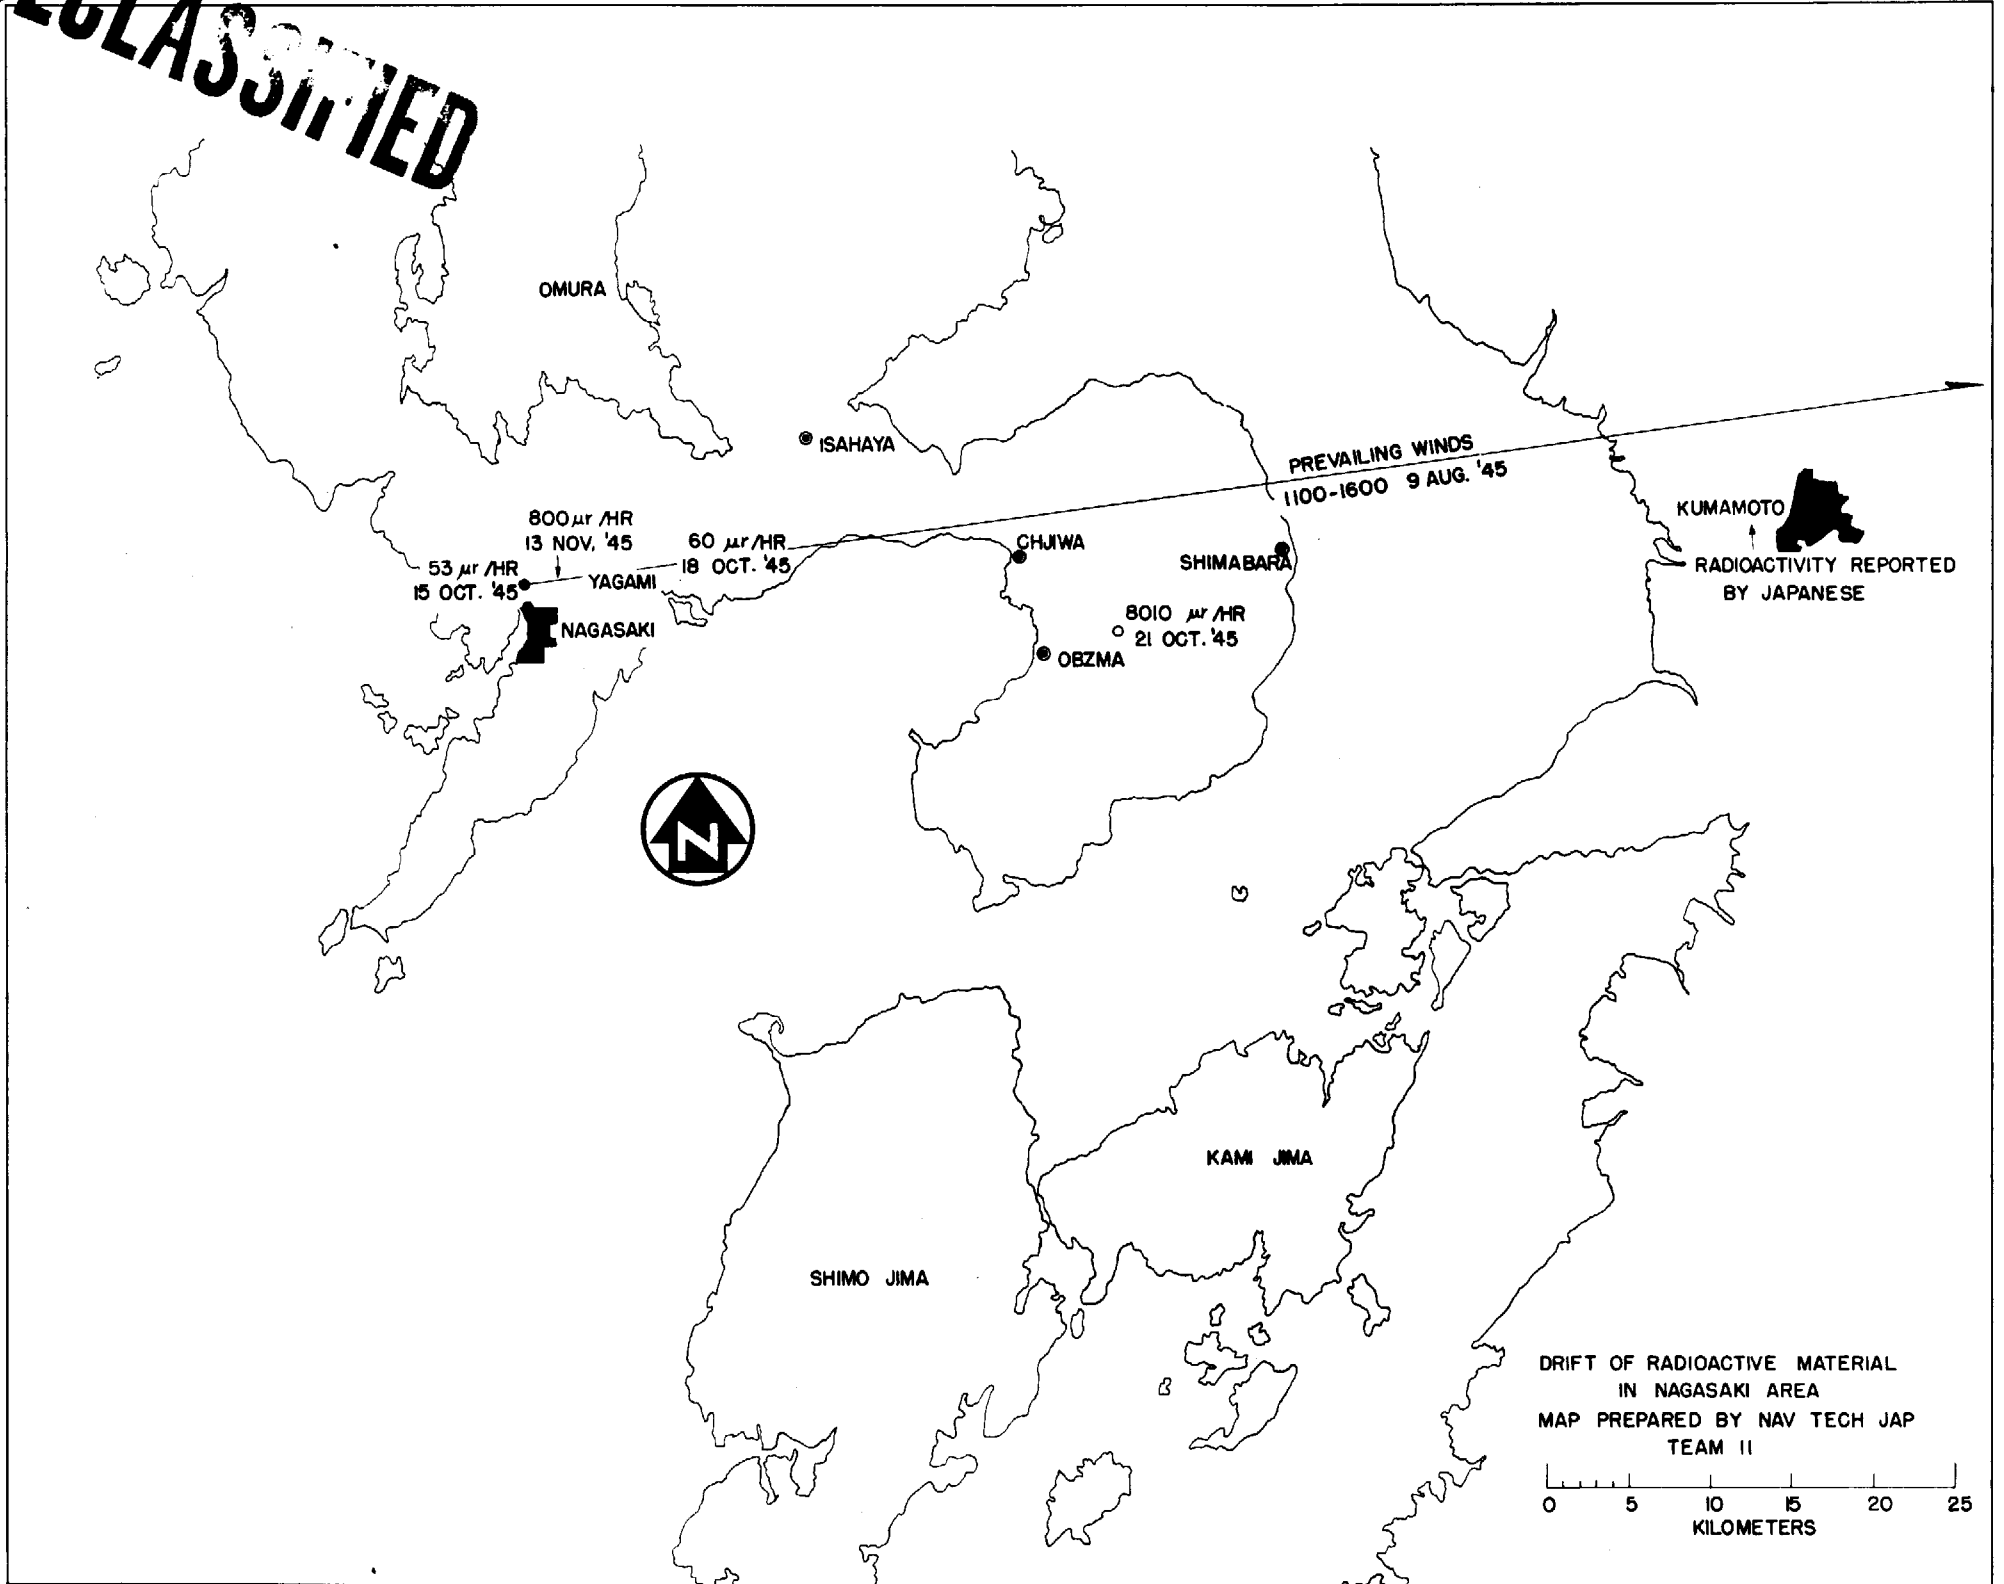 ECLASSIFIED
OMURA
ISAHAYA
PREVAILING WINDS
1100-1600 9 AUG. '45
KUMAMOTO
RADIOACTIVITY REPORTED
BY JAPANESE
800 μr/HR
13 NOV. '45
53 μr/HR
15 OCT. '45
YAGAMI
60 μr/HR
18 OCT. '45
CHJIWA
SHIMABARA
NAGASAKI
8010 μr/HR
21 OCT. '45
OBZMA
N
KAMI JIMA
SHIMO JIMA
DRIFT OF RADIOACTIVE MATERIAL
IN NAGASAKI AREA
MAP PREPARED BY NAV TECH JAP
TEAM 11
0 5 10 15 20 25
KILOMETERS